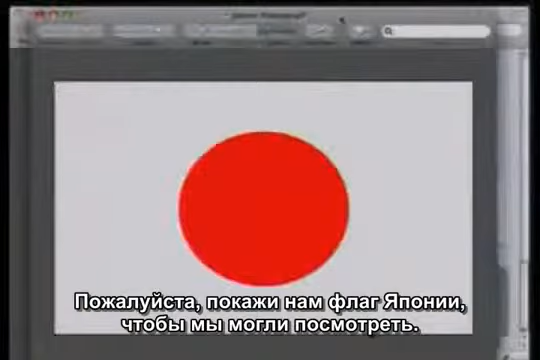 Пожалуйста, покажи нам флаг Японии,
чтобы мы могли посмотреть.